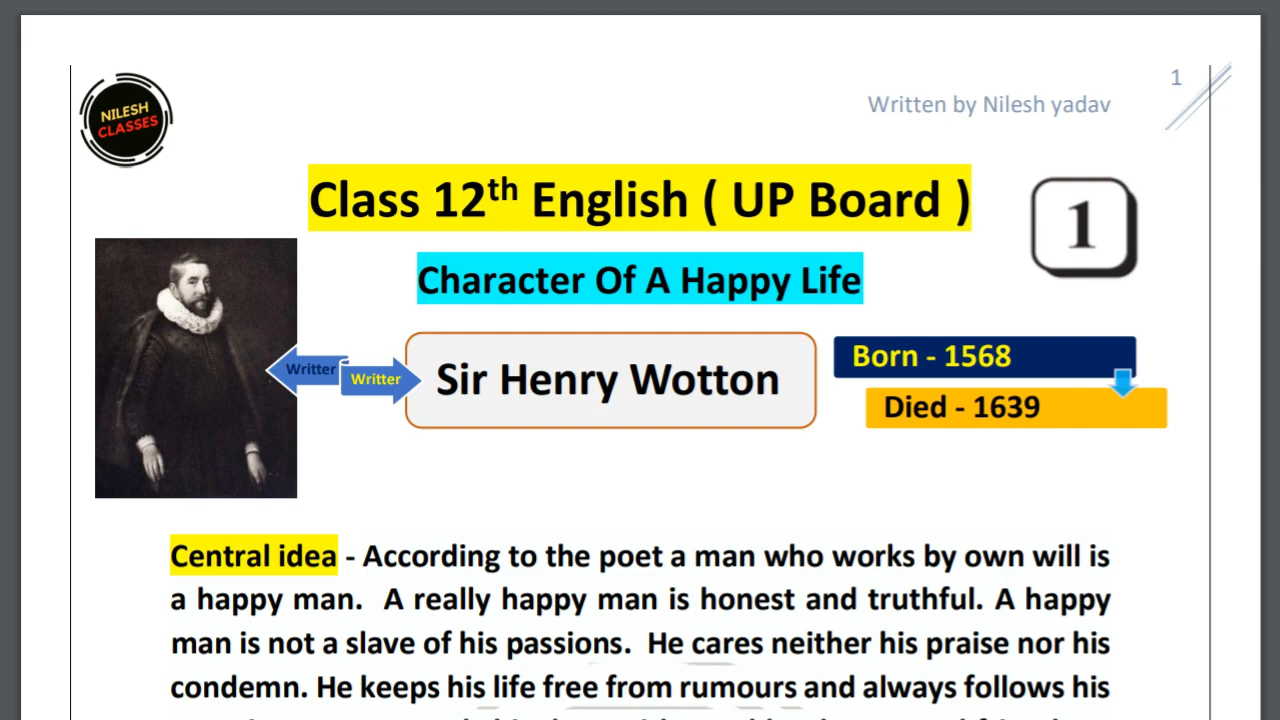 1
NILESH
CLASSES
Written by Nilesh yadav
Class 12th English ( UP Board )
1
Character Of A Happy Life
Writter
Writter
Sir Henry Wotton
Born - 1568
Died - 1639
Central idea - According to the poet a man who works by own will is
a happy man. A really happy man is honest and truthful. A happy
man is not a slave of his passions. He cares neither his praise nor his
condemn. He keeps his life free from rumours and always follows his